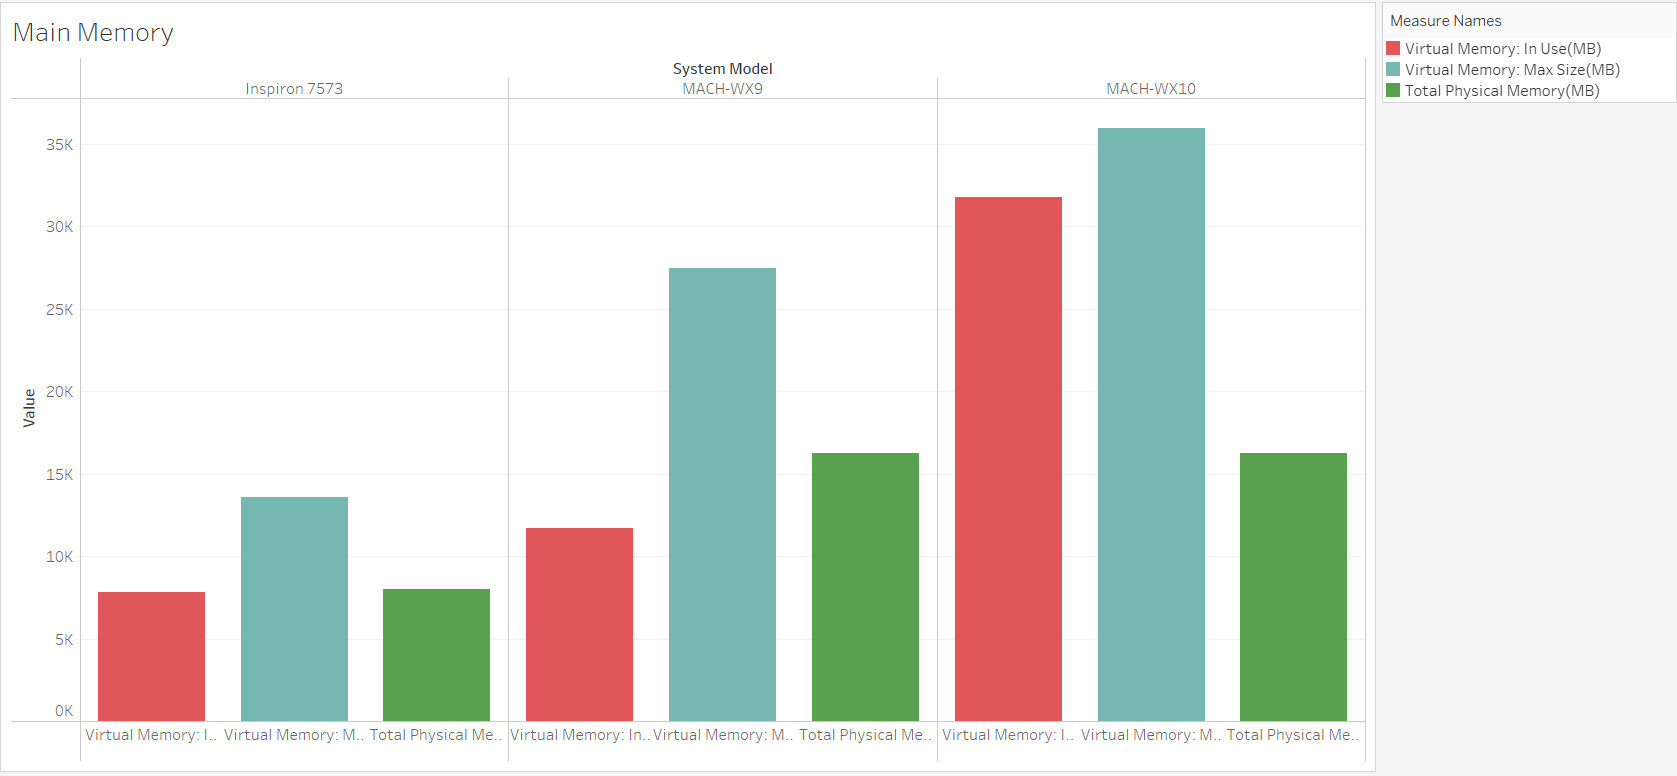 Main Memory
System Model
Inspiron 7573 MACH-WX9 MACH-WX10
35K
30K
25K
20K
15K
10K
5K
0K
Value
Virtual Memory: I.. Virtual Memory: M.. Total Physical Me.. Virtual Memory: In.. Virtual Memory: M.. Total Physical Me.. Virtual Memory: I.. Virtual Memory: M.. Total Physical Me..
Measure Names
Virtual Memory: In Use(MB)
Virtual Memory: Max Size(MB)
Total Physical Memory(MB)